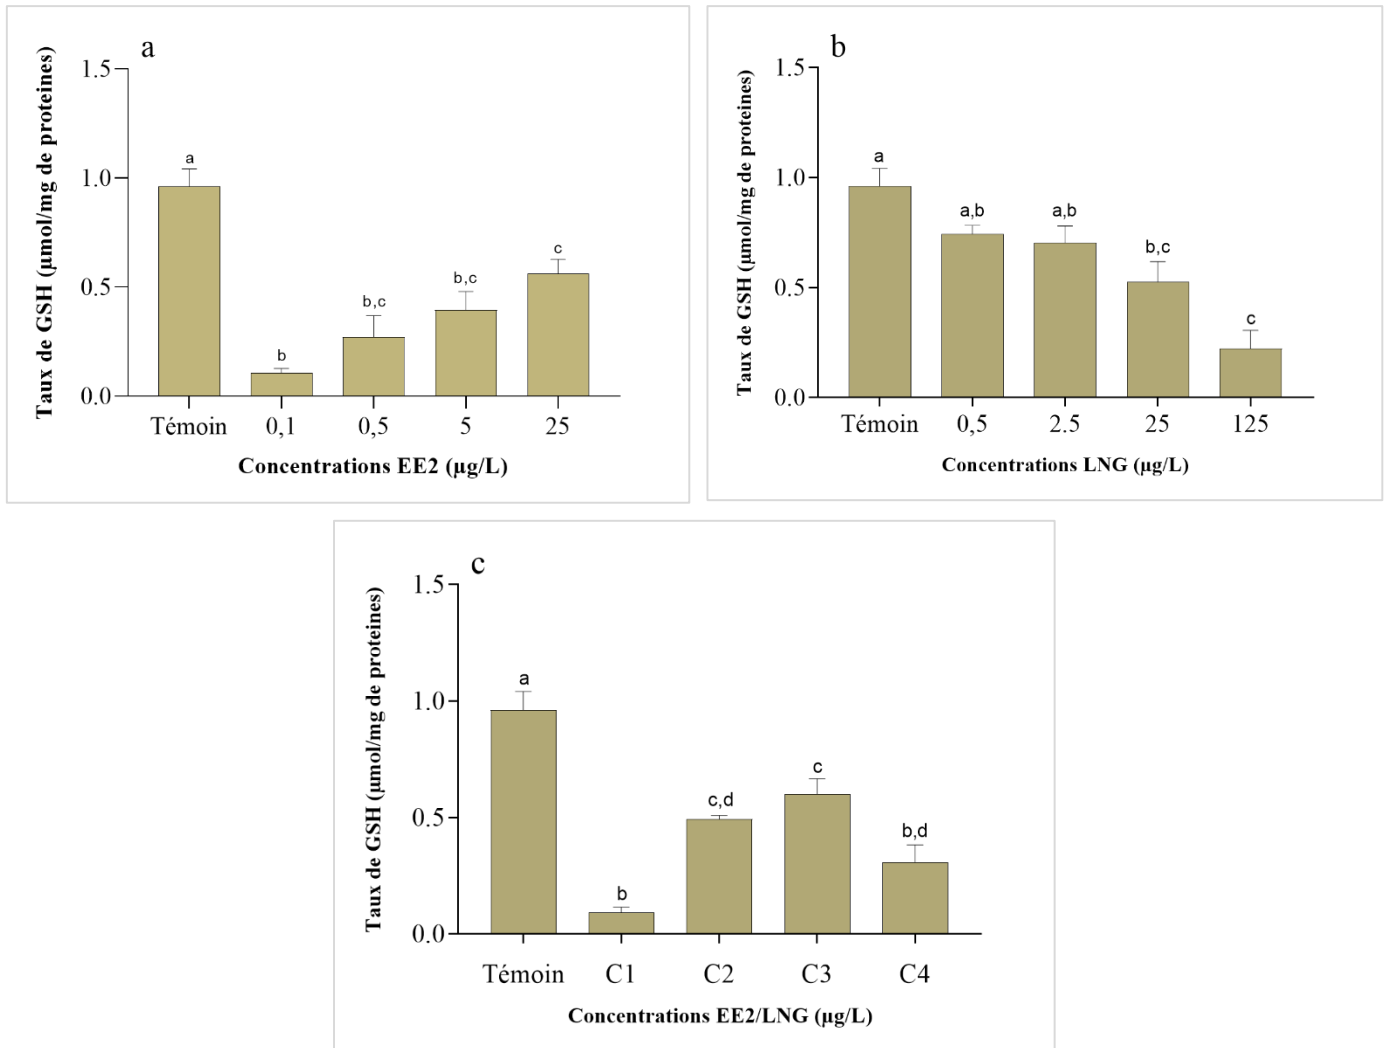 a
Taux de GSH (µmol/mg de proteines)
1.5
1.0
0.5
0.0
a
b
b,c
b,c
c
Témoin 0,1 0,5 5 25
Concentrations EE2 (µg/L)
b
Taux de GSH (µmol/mg de proteines)
1.5
1.0
0.5
0.0
a
a,b
a,b
b,c
c
Témoin 0,5 2.5 25 125
Concentrations LNG (µg/L)
c
Taux de GSH (µmol/mg de proteines)
1.5
1.0
0.5
0.0
a
b
c,d
c
b,d
Témoin C1 C2 C3 C4
Concentrations EE2/LNG (µg/L)